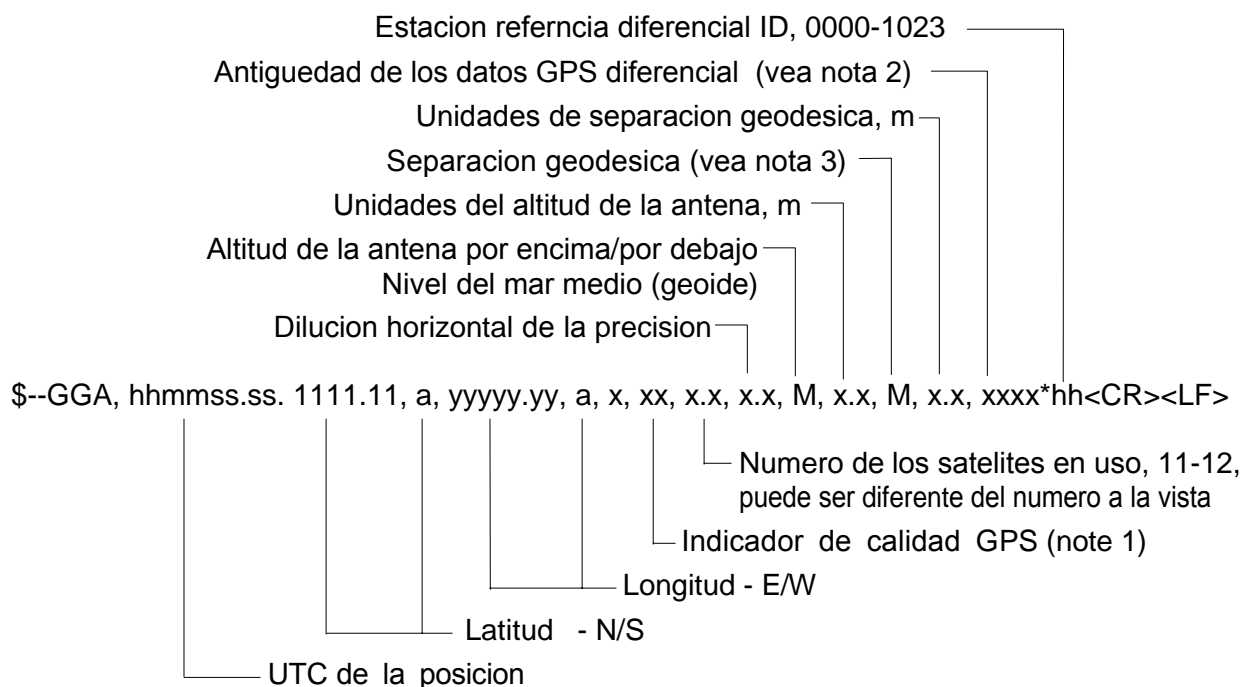 Estacion referncia diferencial ID, 0000-1023
Antiguedad de los datos GPS diferencial (vea nota 2)
Unidades de separacion geodesica, m
Separacion geodesica (vea nota 3)
Unidades del altitud de la antena, m
Altitud de la antena por encima/por debajo
Nivel del mar medio (geoide)
Dilucion horizontal de la precision
$--GGA, hhmmss.ss. 1111.11, a, yyyyy.yy, a, x, xx, x.x, x.x, M, x.x, M, x.x, xxxx*hh<CR><LF>
Numero de los satelites en uso, 11-12,
puede ser diferente del numero a la vista
Indicador de calidad GPS (note 1)
Longitud - E/W
Latitud - N/S
UTC de la posicion